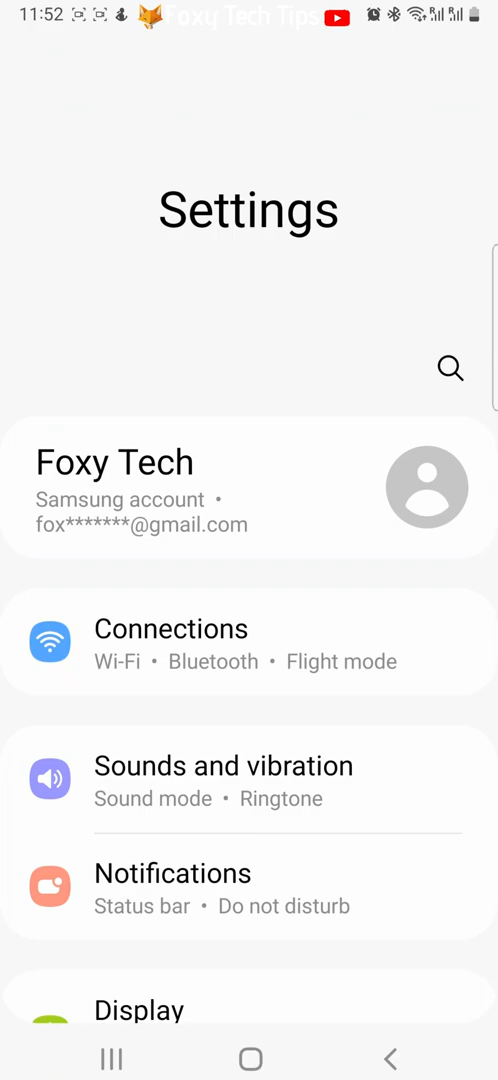 11:52 Foxy Tech Tips
Settings
Foxy Tech
Samsung account •
fox*******@gmail.com
Connections
Wi-Fi • Bluetooth • Flight mode
Sounds and vibration
Sound mode • Ringtone
Notifications
Status bar • Do not disturb
Display